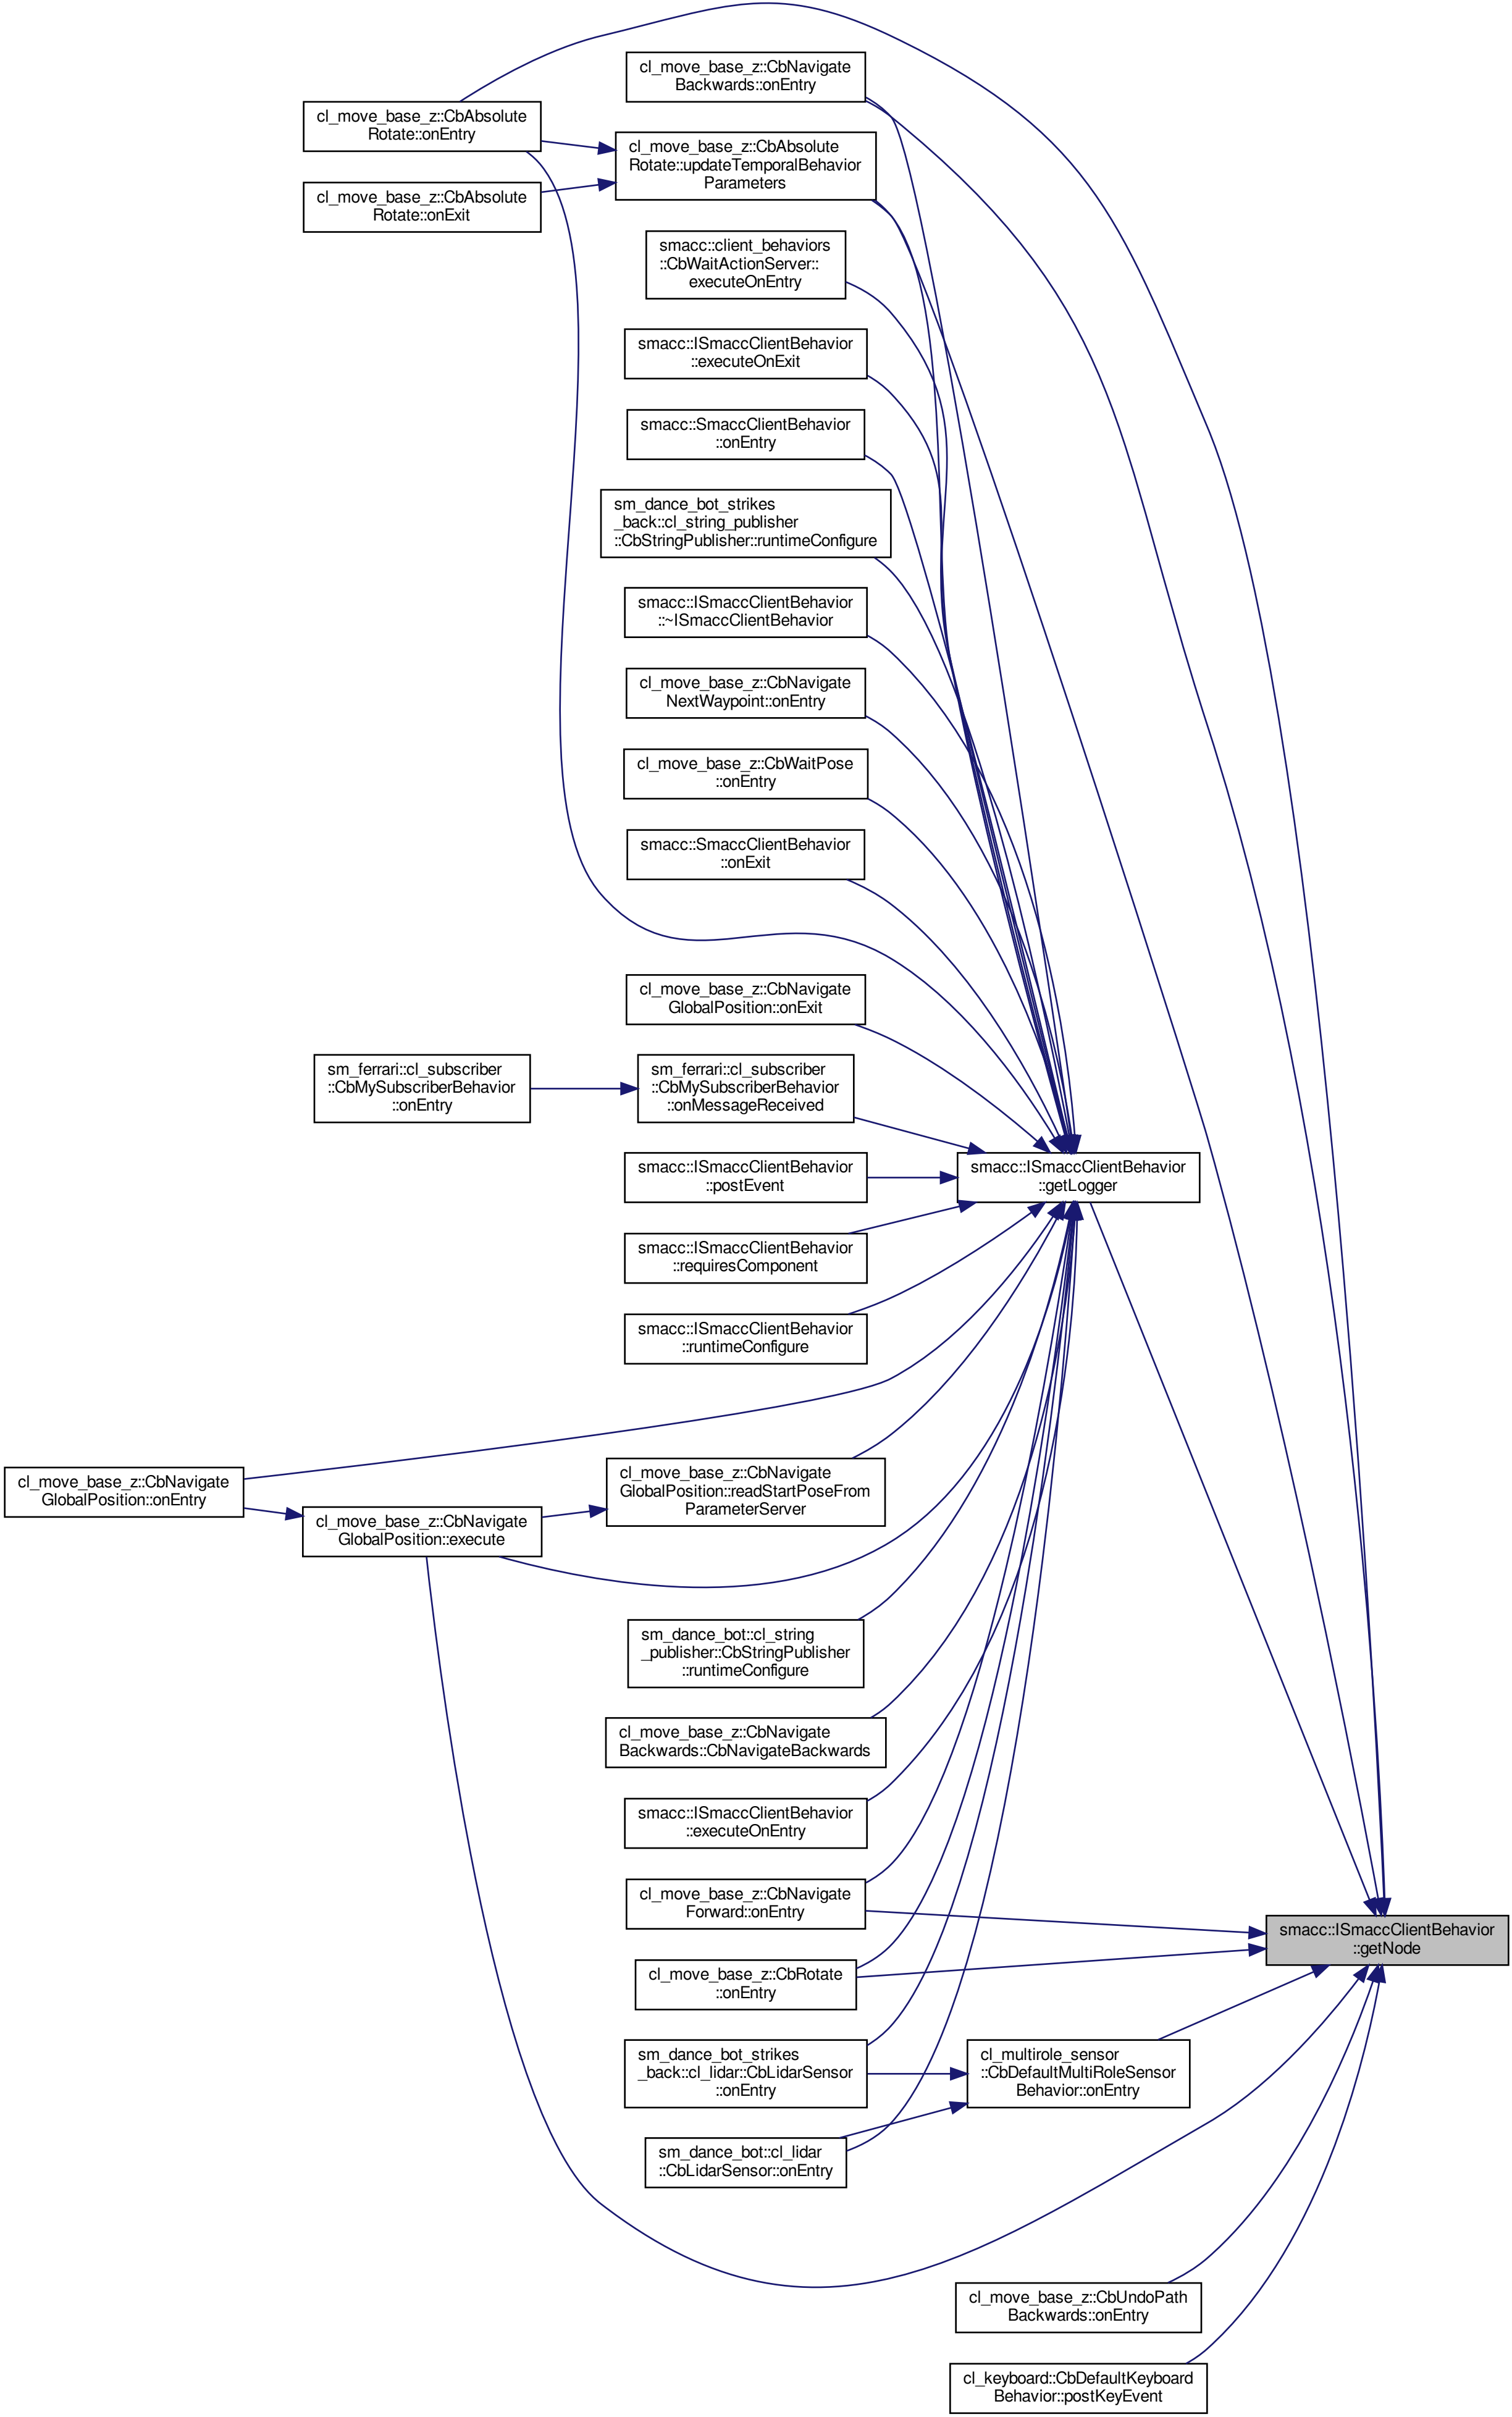 cl_move_base_z::CbNavigate
Backwards::onEntry
cl_move_base_z::CbAbsolute
Rotate::onEntry
cl_move_base_z::CbAbsolute
Rotate::updateTemporalBehavior
Parameters
cl_move_base_z::CbAbsolute
Rotate::onExit
smacc::client_behaviors
::CbWaitActionServer::
executeOnEntry
smacc::ISmaccClientBehavior
::executeOnExit
smacc::SmaccClientBehavior
::onEntry
sm_dance_bot_strikes
_back::cl_string_publisher
::CbStringPublisher::runtimeConfigure
smacc::ISmaccClientBehavior
::~ISmaccClientBehavior
cl_move_base_z::CbNavigate
NextWaypoint::onEntry
cl_move_base_z::CbWaitPose
::onEntry
smacc::SmaccClientBehavior
::onExit
cl_move_base_z::CbNavigate
GlobalPosition::onExit
sm_ferrari::cl_subscriber
::CbMySubscriberBehavior
::onEntry
sm_ferrari::cl_subscriber
::CbMySubscriberBehavior
::onMessageReceived
smacc::ISmaccClientBehavior
::postEvent
smacc::ISmaccClientBehavior
::getLogger
smacc::ISmaccClientBehavior
::requiresComponent
smacc::ISmaccClientBehavior
::runtimeConfigure
cl_move_base_z::CbNavigate
GlobalPosition::onEntry
cl_move_base_z::CbNavigate
GlobalPosition::readStartPoseFrom
ParameterServer
cl_move_base_z::CbNavigate
GlobalPosition::execute
sm_dance_bot::cl_string
_publisher::CbStringPublisher
::runtimeConfigure
cl_move_base_z::CbNavigate
Backwards::CbNavigateBackwards
smacc::ISmaccClientBehavior
::executeOnEntry
cl_move_base_z::CbNavigate
Forward::onEntry
smacc::ISmaccClientBehavior
::getNode
cl_move_base_z::CbRotate
::onEntry
sm_dance_bot_strikes
_back::cl_lidar::CbLidarSensor
::onEntry
cl_multirole_sensor
::CbDefaultMultiRoleSensor
Behavior::onEntry
sm_dance_bot::cl_lidar
::CbLidarSensor::onEntry
cl_move_base_z::CbUndoPath
Backwards::onEntry
cl_keyboard::CbDefaultKeyboard
Behavior::postKeyEvent